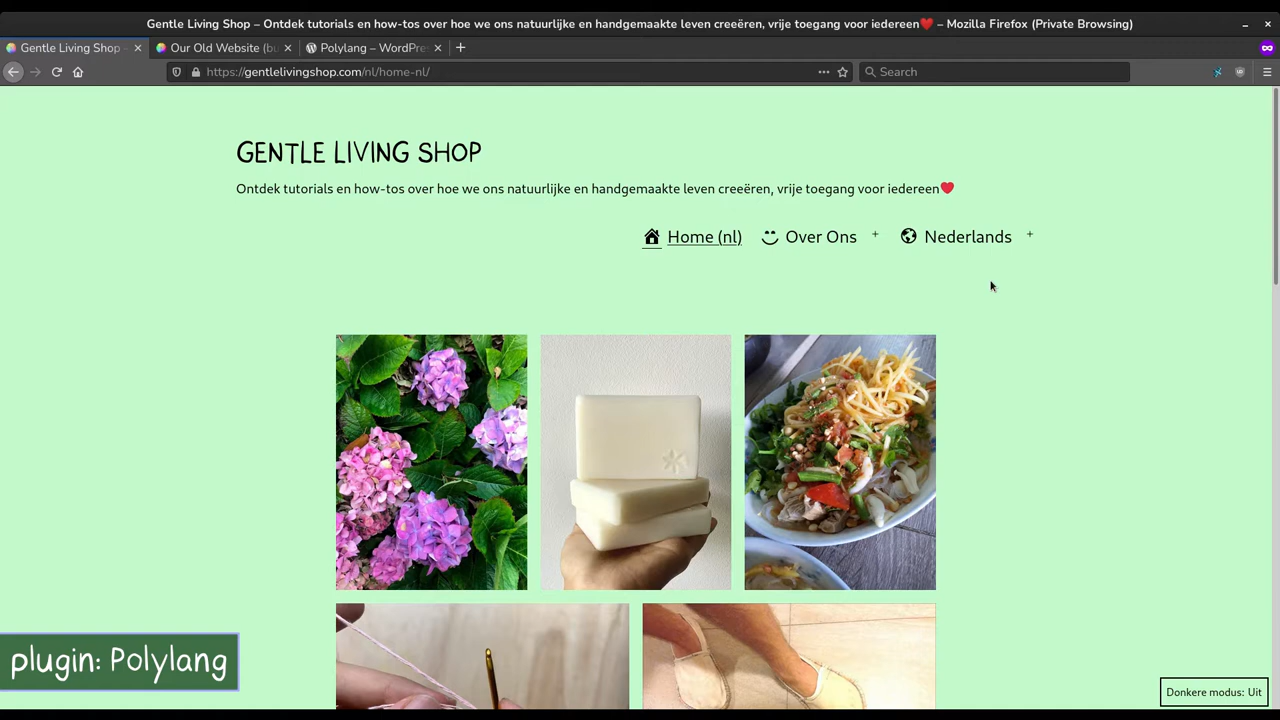 Gentle Living Shop – Ontdek tutorials en how-tos over hoe we ons natuurlijke en handgemaakte leven creeëren, vrije toegang voor iedereen❤️ – Mozilla Firefox (Private Browsing)
Gentle Living Shop –
Our Old Website (bu
Polylang – WordPre
https://gentlelivingshop.com/nl/home-nl/
Search
GENTLE LIVING SHOP
Ontdek tutorials en how-tos over hoe we ons natuurlijke en handgemaakte leven creeëren, vrije toegang voor iedereen❤️
Home (nl)
Over Ons +
Nederlands +
plugin: Polylang
Donkere modus: Uit